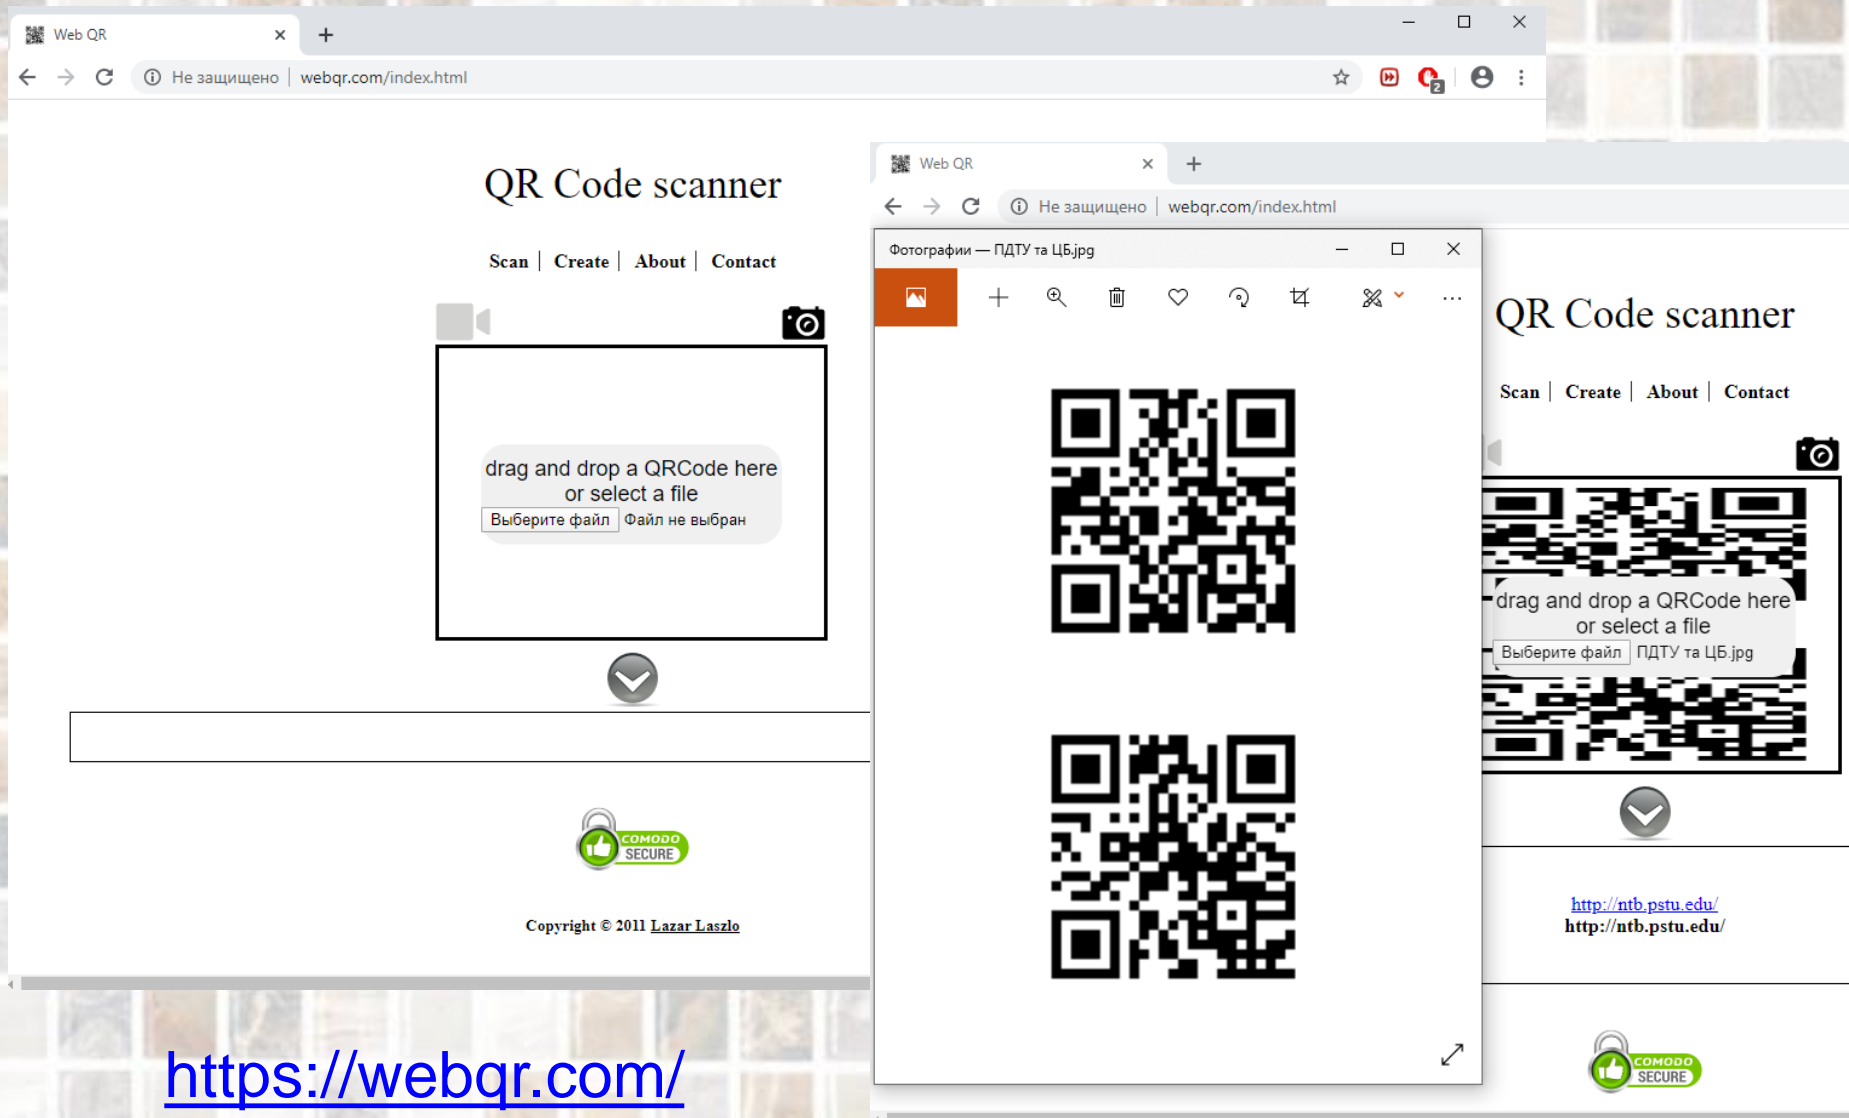 Web QR
Не защищено | webqr.com/index.html
QR Code scanner
Scan | Create | About | Contact
drag and drop a QRCode here
or select a file
Выберите файл Файл не выбран
COMODO
SECURE
Copyright © 2011 Lazar Laszlo
https://webqr.com/
2
Web QR
Не защищено | webqr.com/index.html
Фотографии — ПДТУ та ЦБ.jpg
QR Code scanner
Scan | Create | About | Contact
drag and drop a QRCode here
or select a file
Выберите файл ПДТУ та ЦБ.jpg
http://ntb.pstu.edu/
http://ntb.pstu.edu/
COMODO
SECURE